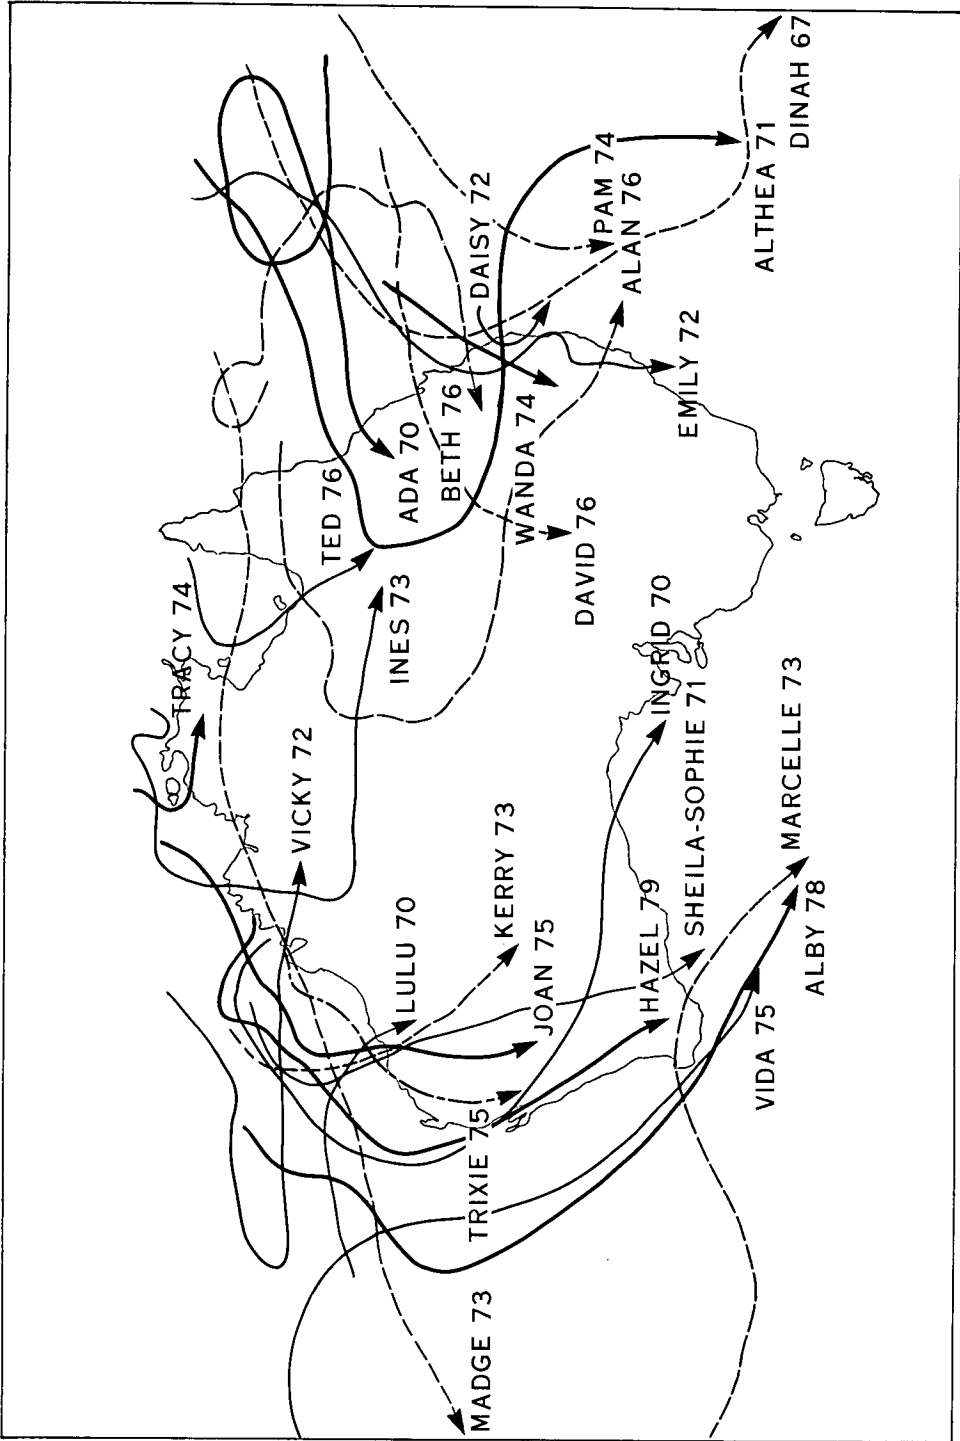 TRACY 74
TED 76
ADA 70
BETH 76
DAISY 72
PAM 74
ALAN 76
ALTHEA 71
DINAH 67
EMILY 72
WANDA 74
DAVID 76
INES 73
VICKY 72
LULU 70
KERRY 73
JOAN 75
INGRID 70
HAZEL 79
SHEILA-SOPHIE 71
MARCELLE 73
ALBY 78
VIDA 75
TRIXIE 75
MADGE 73